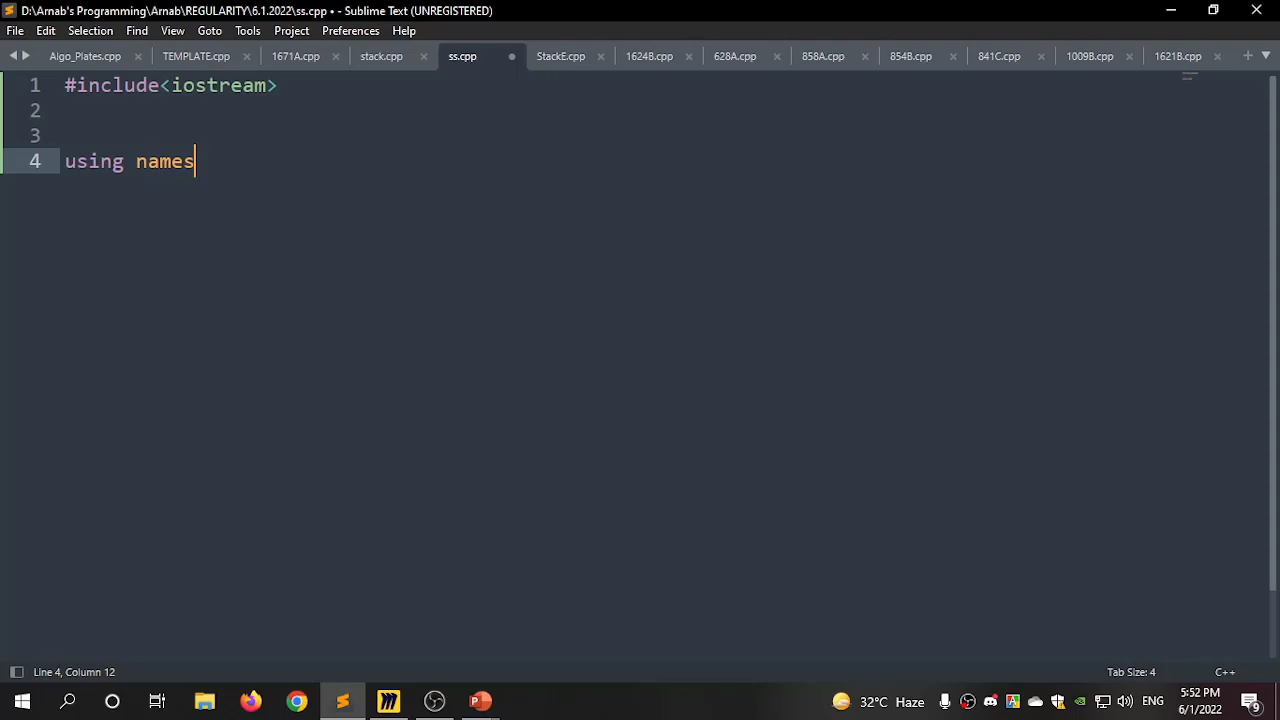 D:\Arnab's Programming\Arnab\REGULARITY\6.1.2022\ss.cpp • - Sublime Text (UNREGISTERED)
File Edit Selection Find View Goto Tools Project Preferences Help
Algo_Plates.cpp TEMPLATE.cpp 1671A.cpp stack.cpp ss.cpp StackE.cpp 1624B.cpp 628A.cpp 858A.cpp 854B.cpp 841C.cpp 1009B.cpp 1621B.cpp
1 #include<iostream>
2
3
4 using names
Line 4, Column 12 Tab Size: 4 C++
32°C Haze ENG 5:52 PM
6/1/2022 9